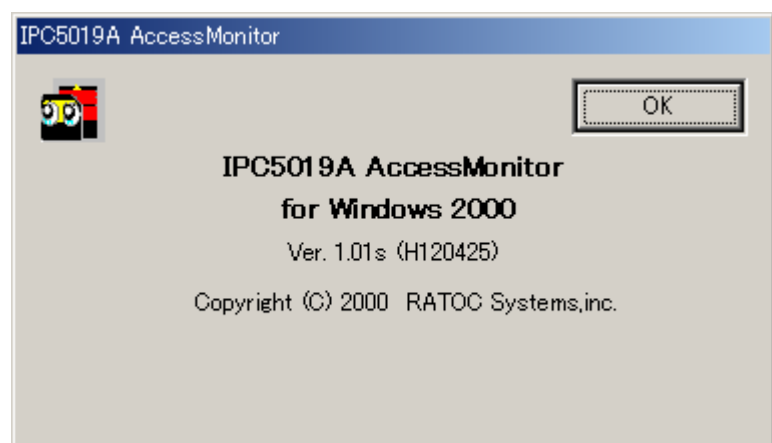 IPC5019A AccessMonitor
OK
IPC5019A AccessMonitor
for Windows 2000
Ver. 1.01s (H120425)
Copyright (C) 2000 RATOC Systems,inc.